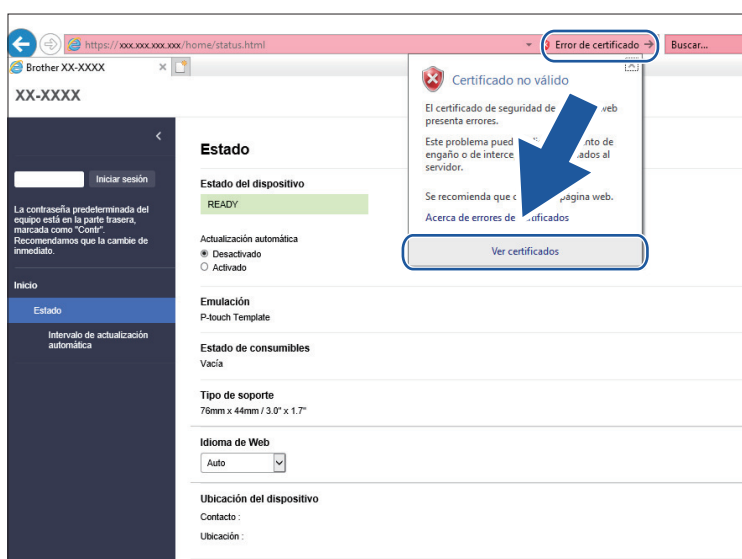 https://xxx.xxx.xxx.xxx/home/status.html
Error de certificado
Buscar...
Brother XX-XXXX
XX-XXXX
Certificado no válido
El certificado de seguridad de web
presenta errores.
Este problema de
engaño o de al
servidor.
Se recomienda que página web.
Acerca de errores de
Ver certificados
Iniciar sesión
La contraseña predeterminada del
equipo está en la parte trasera,
marcada como "Contr".
Recomendamos que la cambie de
inmediato.
Inicio
Estado
Intervalo de actualización
automática
Estado
Estado del dispositivo
READY
Actualización automática
Desactivado
Activado
Emulación
P-touch Template
Estado de consumibles
Vacía
Tipo de soporte
76mm x 44mm / 3.0" x 1.7"
Idioma de Web
Auto
Ubicación del dispositivo
Contacto :
Ubicación :